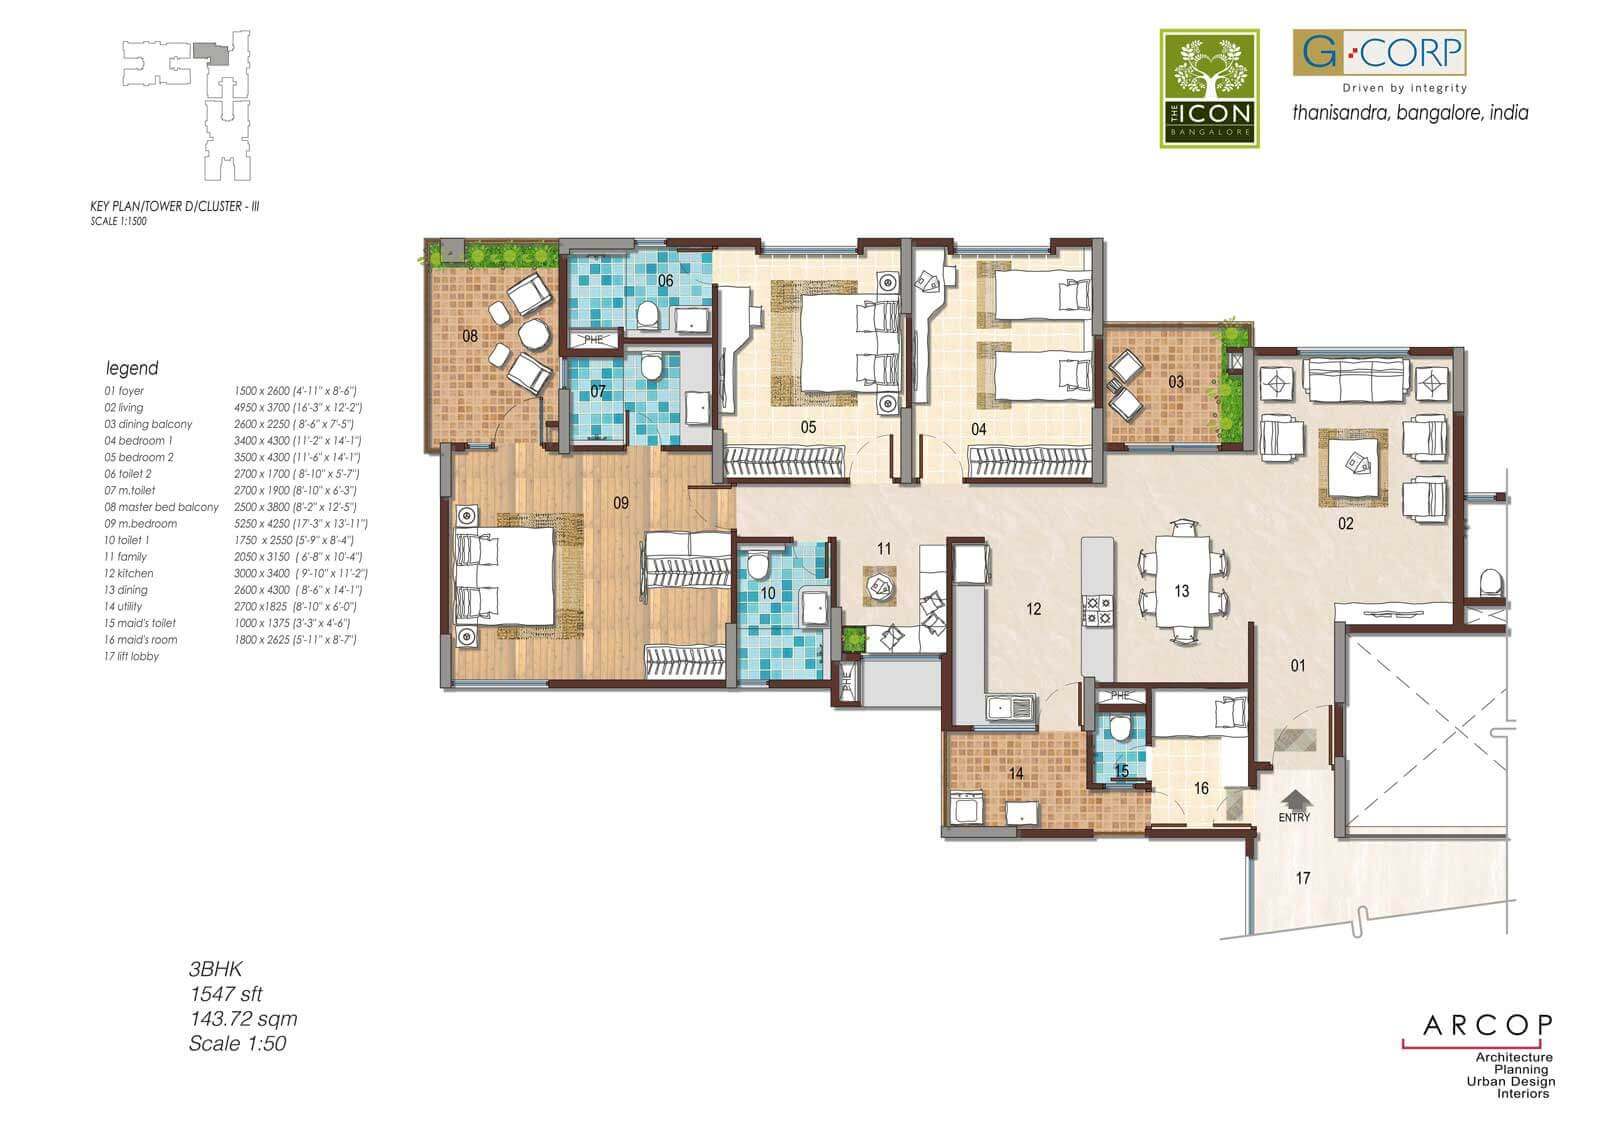 KEY PLAN/TOWER D/CLUSTER - III
SCALE 1:1500
THE ICON
BANGALORE
G:CORP
Driven by integrity
thanisandra, bangalore, india
legend
01 foyer 1500 x 2600 (4'-11" x 8'-6")
02 living 4950 x 3700 (16'-3" x 12'-2")
03 dining balcony 2600 x 2250 ( 8'-6" x 7'-5")
04 bedroom 1 3400 x 4300 (11'-2" x 14'-1")
05 bedroom 2 3500 x 4300 (11'-6" x 14'-1")
06 toilet 2 2700 x 1700 ( 8'-10" x 5'-7")
07 m.toilet 2700 x 1900 (8'-10" x 6'-3")
08 master bed balcony 2500 x 3800 (8'-2" x 12'-5")
09 m.bedroom 5250 x 4250 (17'-3" x 13'-11")
10 toilet 1 1750 x 2550 (5'-9" x 8'-4")
11 family 2050 x 3150 ( 6'-8" x 10'-4")
12 kitchen 3000 x 3400 ( 9'-10" x 11'-2")
13 dining 2600 x 4300 ( 8'-6" x 14'-1")
14 utility 2700 x1825 (8'-10" x 6'-0")
15 maid's toilet 1000 x 1375 (3'-3" x 4'-6")
16 maid's room 1800 x 2625 (5'-11" x 8'-7")
17 lift lobby
06
08
PHE
07
05
04
03
09
02
11
10
12
13
01
PHE
PHE
14
15
16
ENTRY
17
3BHK
1547 sft
143.72 sqm
Scale 1:50
ARCOP
Architecture
Planning
Urban Design
Interiors